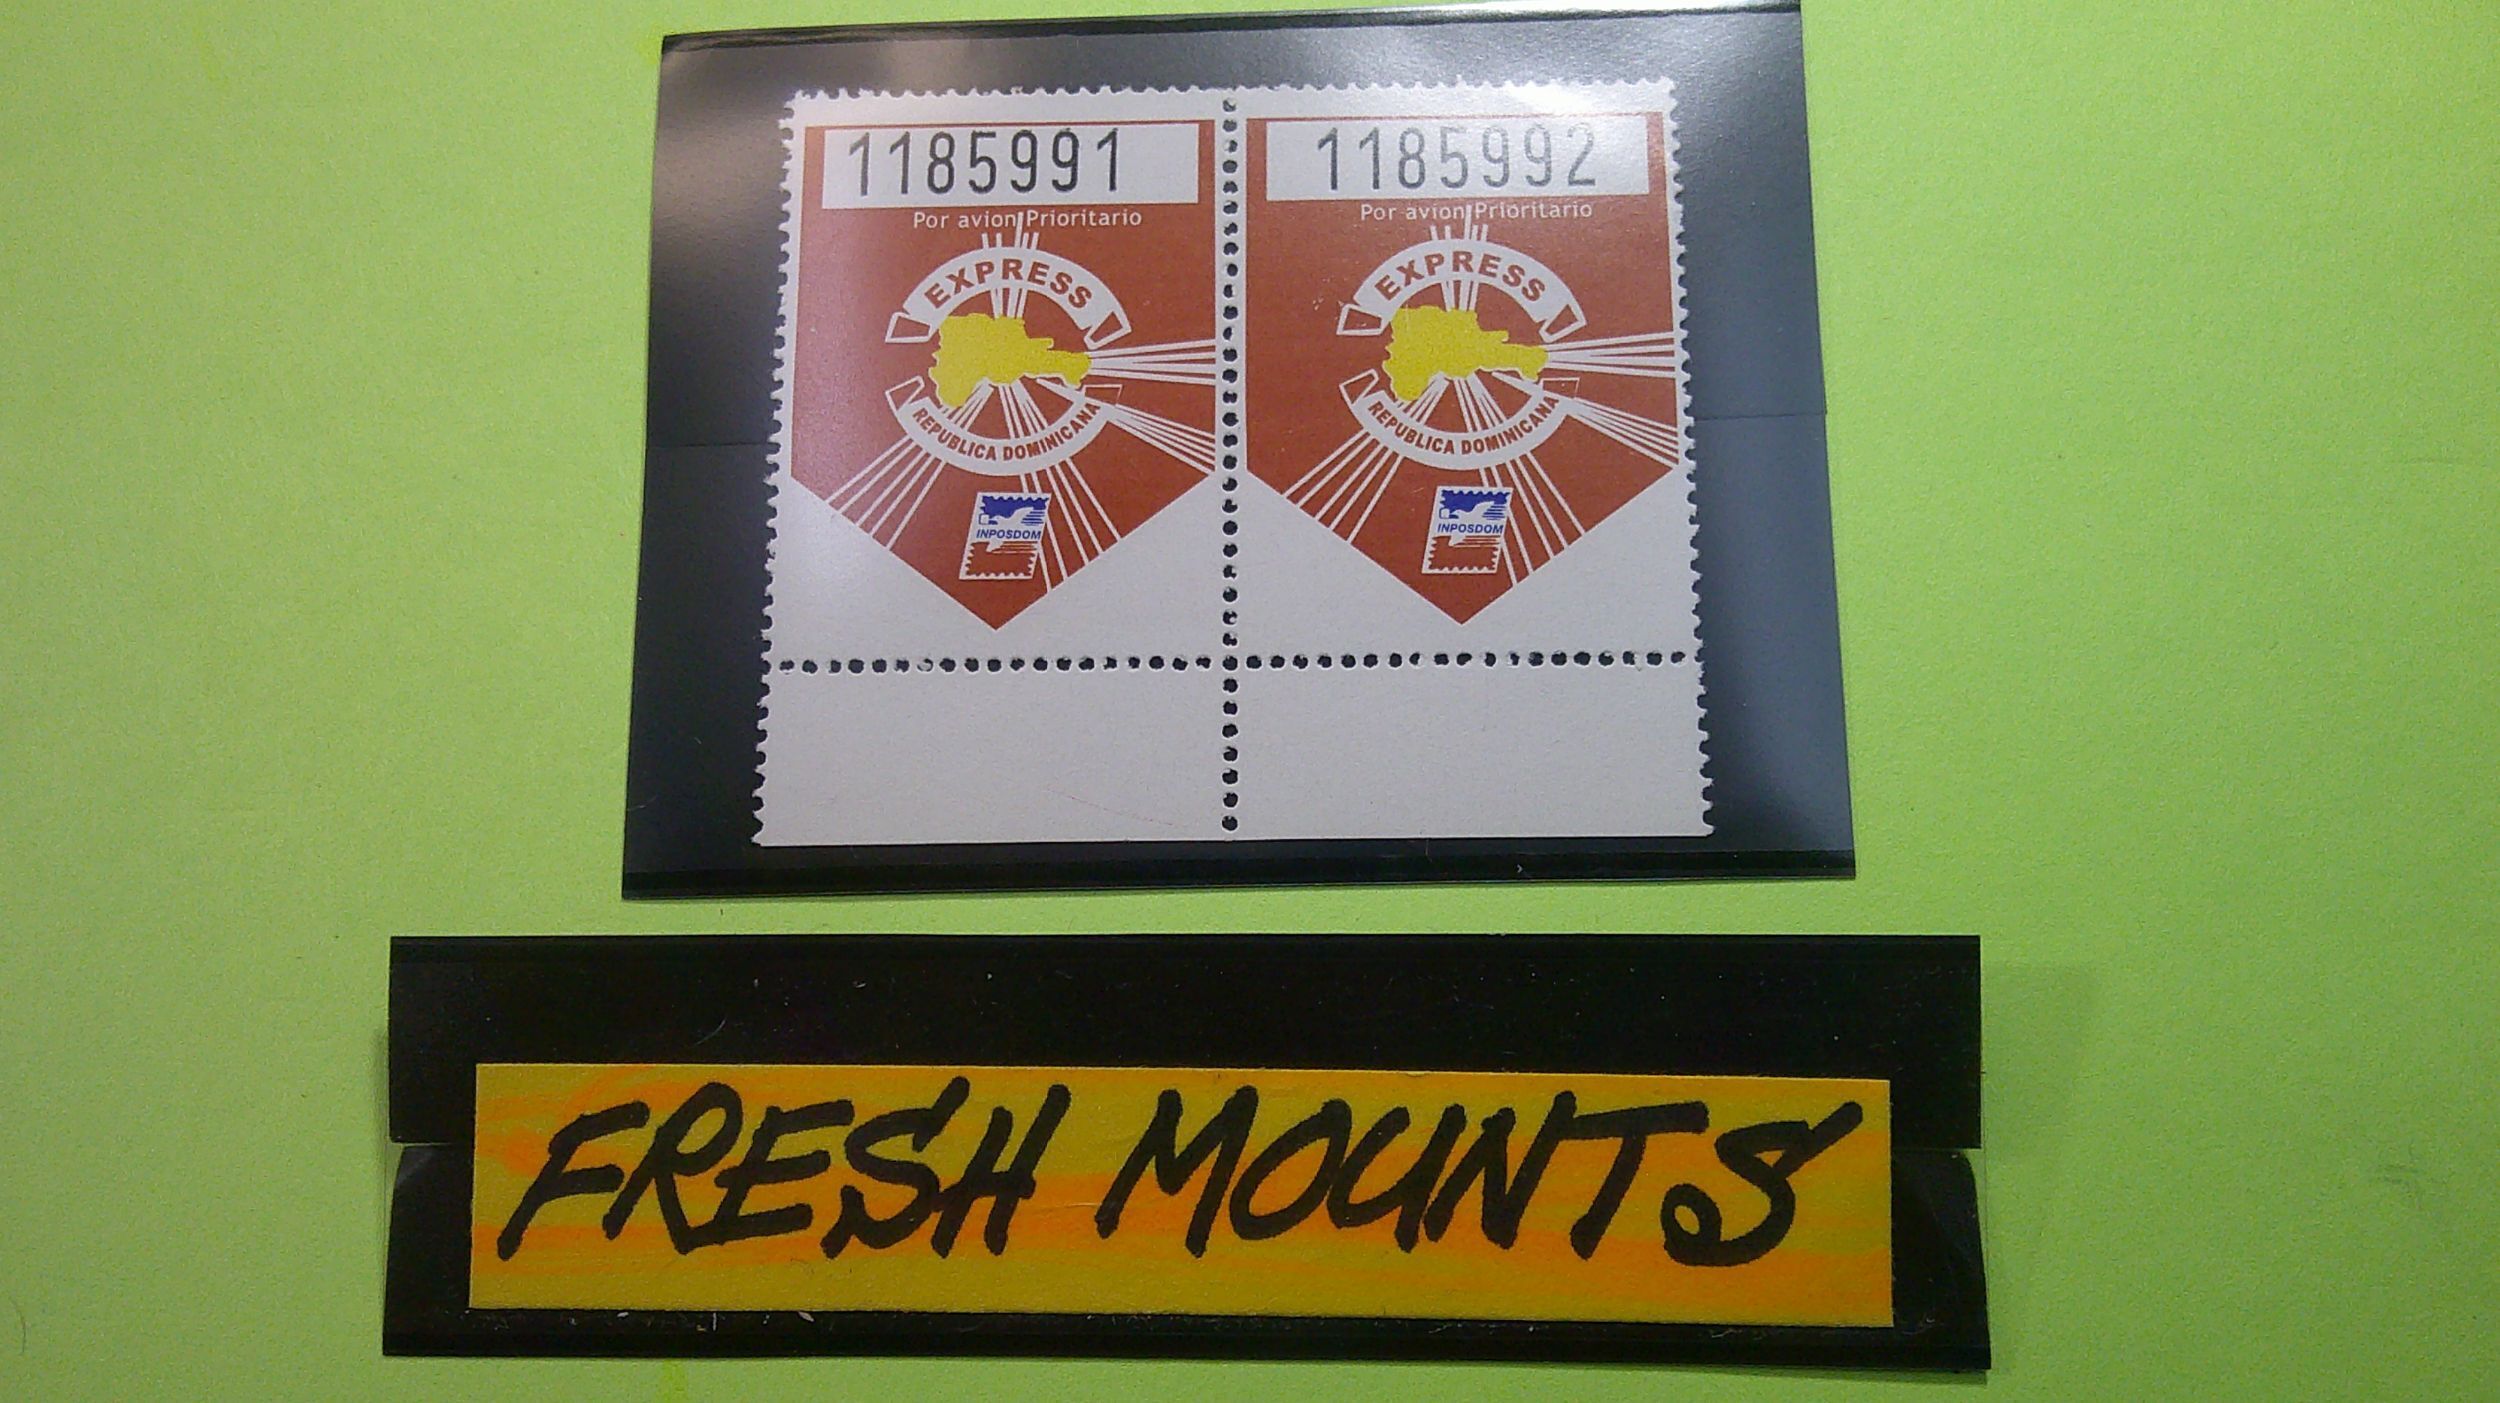 1185991
Por avion Prioritario
EXPRESS
REPUBLICA DOMINICANA
INPOSDOM
1185992
Por avion Prioritario
EXPRESS
REPUBLICA DOMINICANA
INPOSDOM
FRESH MOUNTS